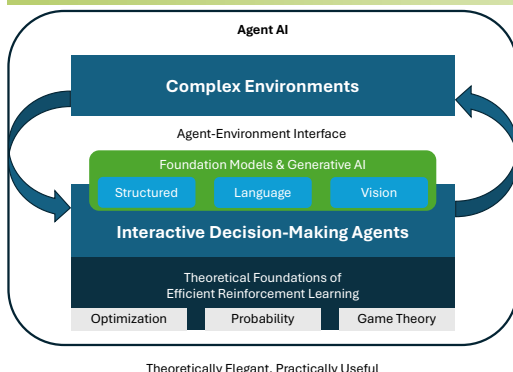 Agent AI
Complex Environments
Agent-Environment Interface
Foundation Models & Generative AI
Structured
Language
Vision
Interactive Decision-Making Agents
Theoretical Foundations of
Efficient Reinforcement Learning
Optimization
Probability
Game Theory
Theoretically Elegant, Practically Useful